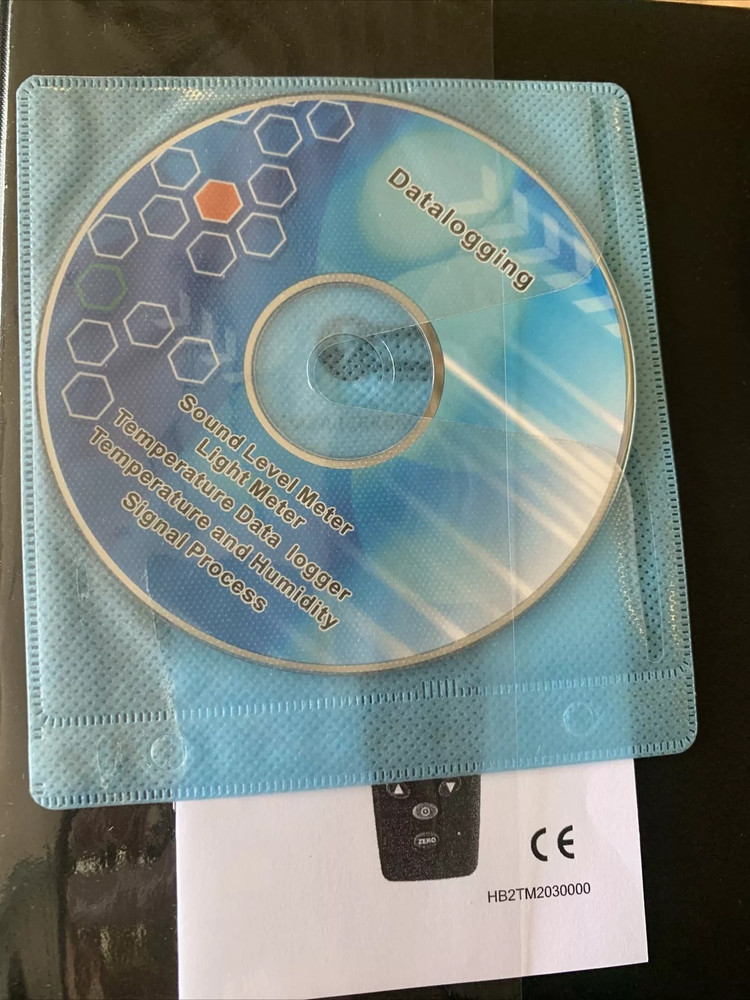 Datalogging
Sound Level Meter
Light Meter
Temperature Data logger
Temperature and Humidity
Signal Process
ZERO
CE
HB2TM2030000